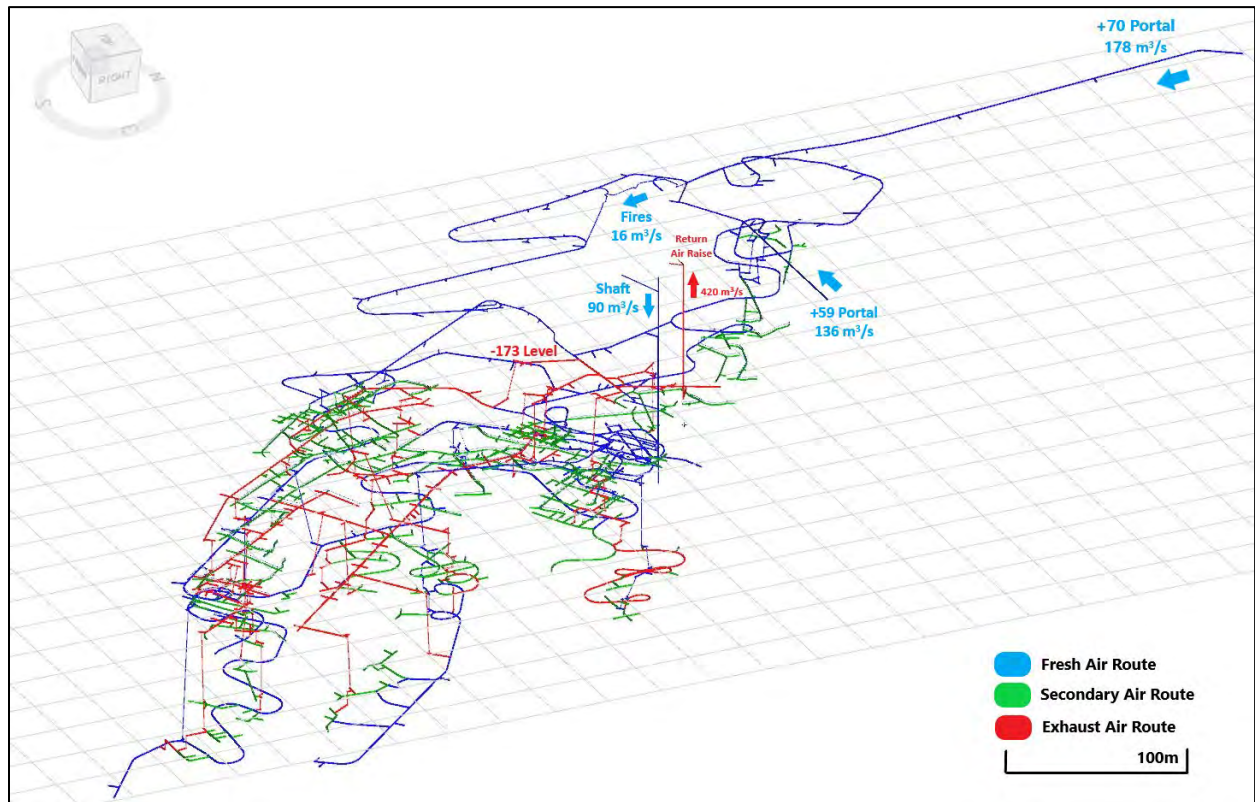 +70 Portal
178 m³/s
RIGHT
Fires
16 m³/s
Return
Air Raise
Shaft
90 m³/s
420 m³/s
+59 Portal
136 m³/s
-173 Level
Fresh Air Route
Secondary Air Route
Exhaust Air Route
100m